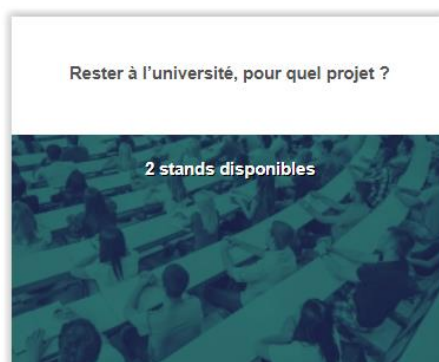 Rester à l’université, pour quel projet ?
2 stands disponibles